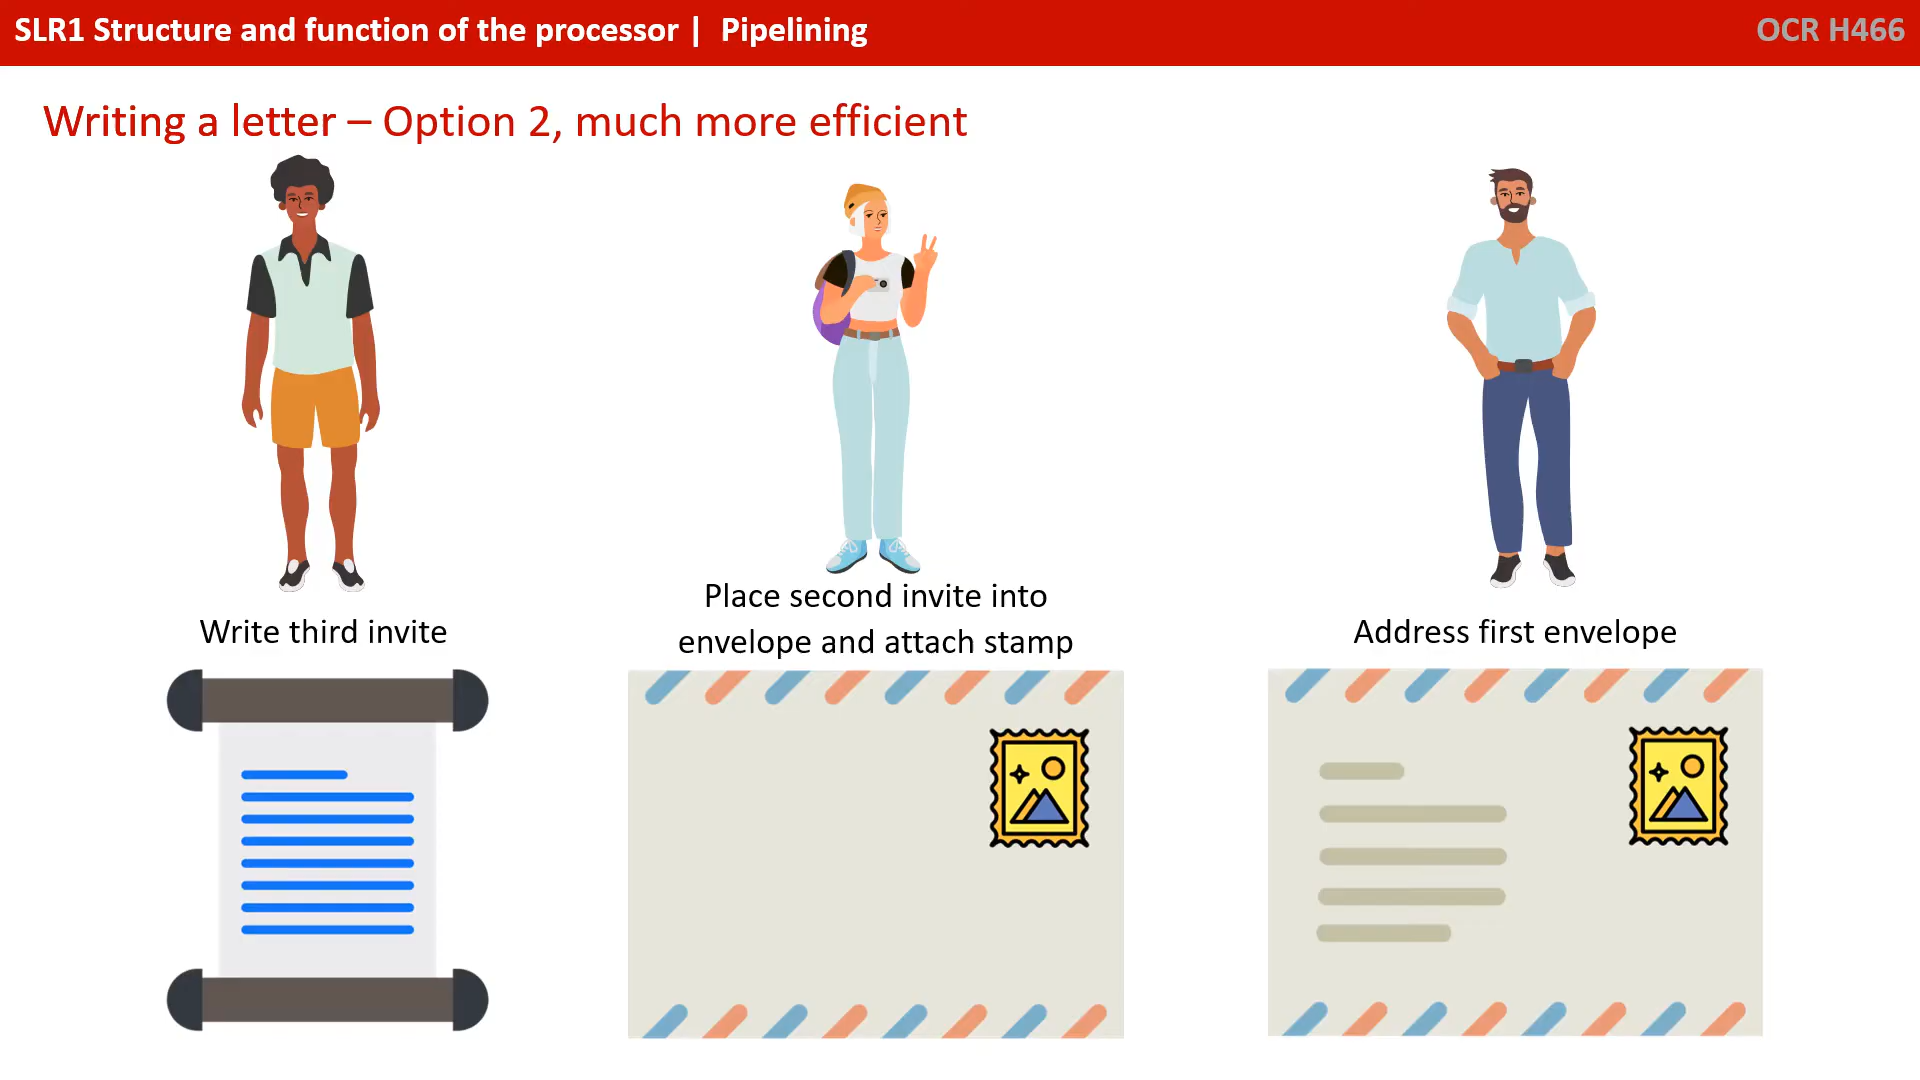 SLR1 Structure and function of the processor | Pipelining
OCR H466
Writing a letter – Option 2, much more efficient
Write third invite
Place second invite into
envelope and attach stamp
Address first envelope